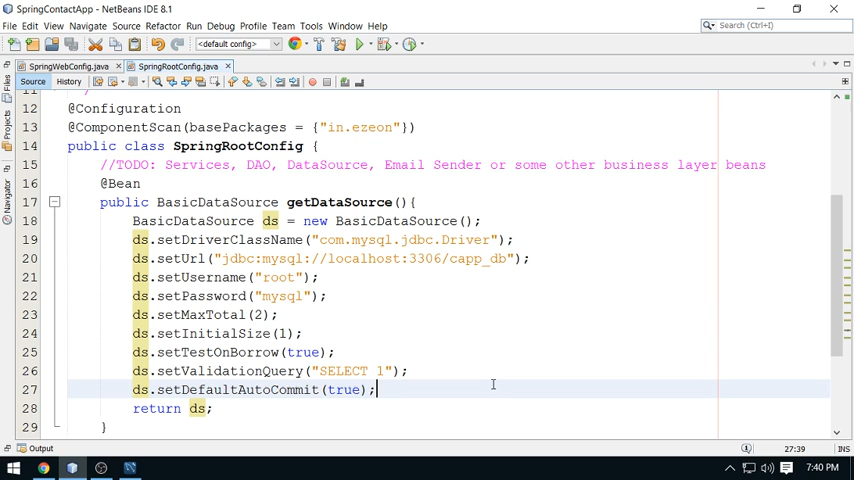 SpringContactApp - NetBeans IDE 8.1
File Edit View Navigate Source Refactor Run Debug Profile Team Tools Window Help
Search (Ctrl+I)
<default config>
SpringWebConfig.java SpringRootConfig.java
Source History
Files
Projects
Navigator
11 */
12 @Configuration
13 @ComponentScan(basePackages = {"in.ezeon"})
14 public class SpringRootConfig {
15 //TODO: Services, DAO, DataSource, Email Sender or some other business layer beans
16 @Bean
17 public BasicDataSource getDataSource(){
18 BasicDataSource ds = new BasicDataSource();
19 ds.setDriverClassName("com.mysql.jdbc.Driver");
20 ds.setUrl("jdbc:mysql://localhost:3306/capp_db");
21 ds.setUsername("root");
22 ds.setPassword("mysql");
23 ds.setMaxTotal(2);
24 ds.setInitialSize(1);
25 ds.setTestOnBorrow(true);
26 ds.setValidationQuery("SELECT 1");
27 ds.setDefaultAutoCommit(true);
28 return ds;
29 }
Output
27:39 INS
7:40 PM